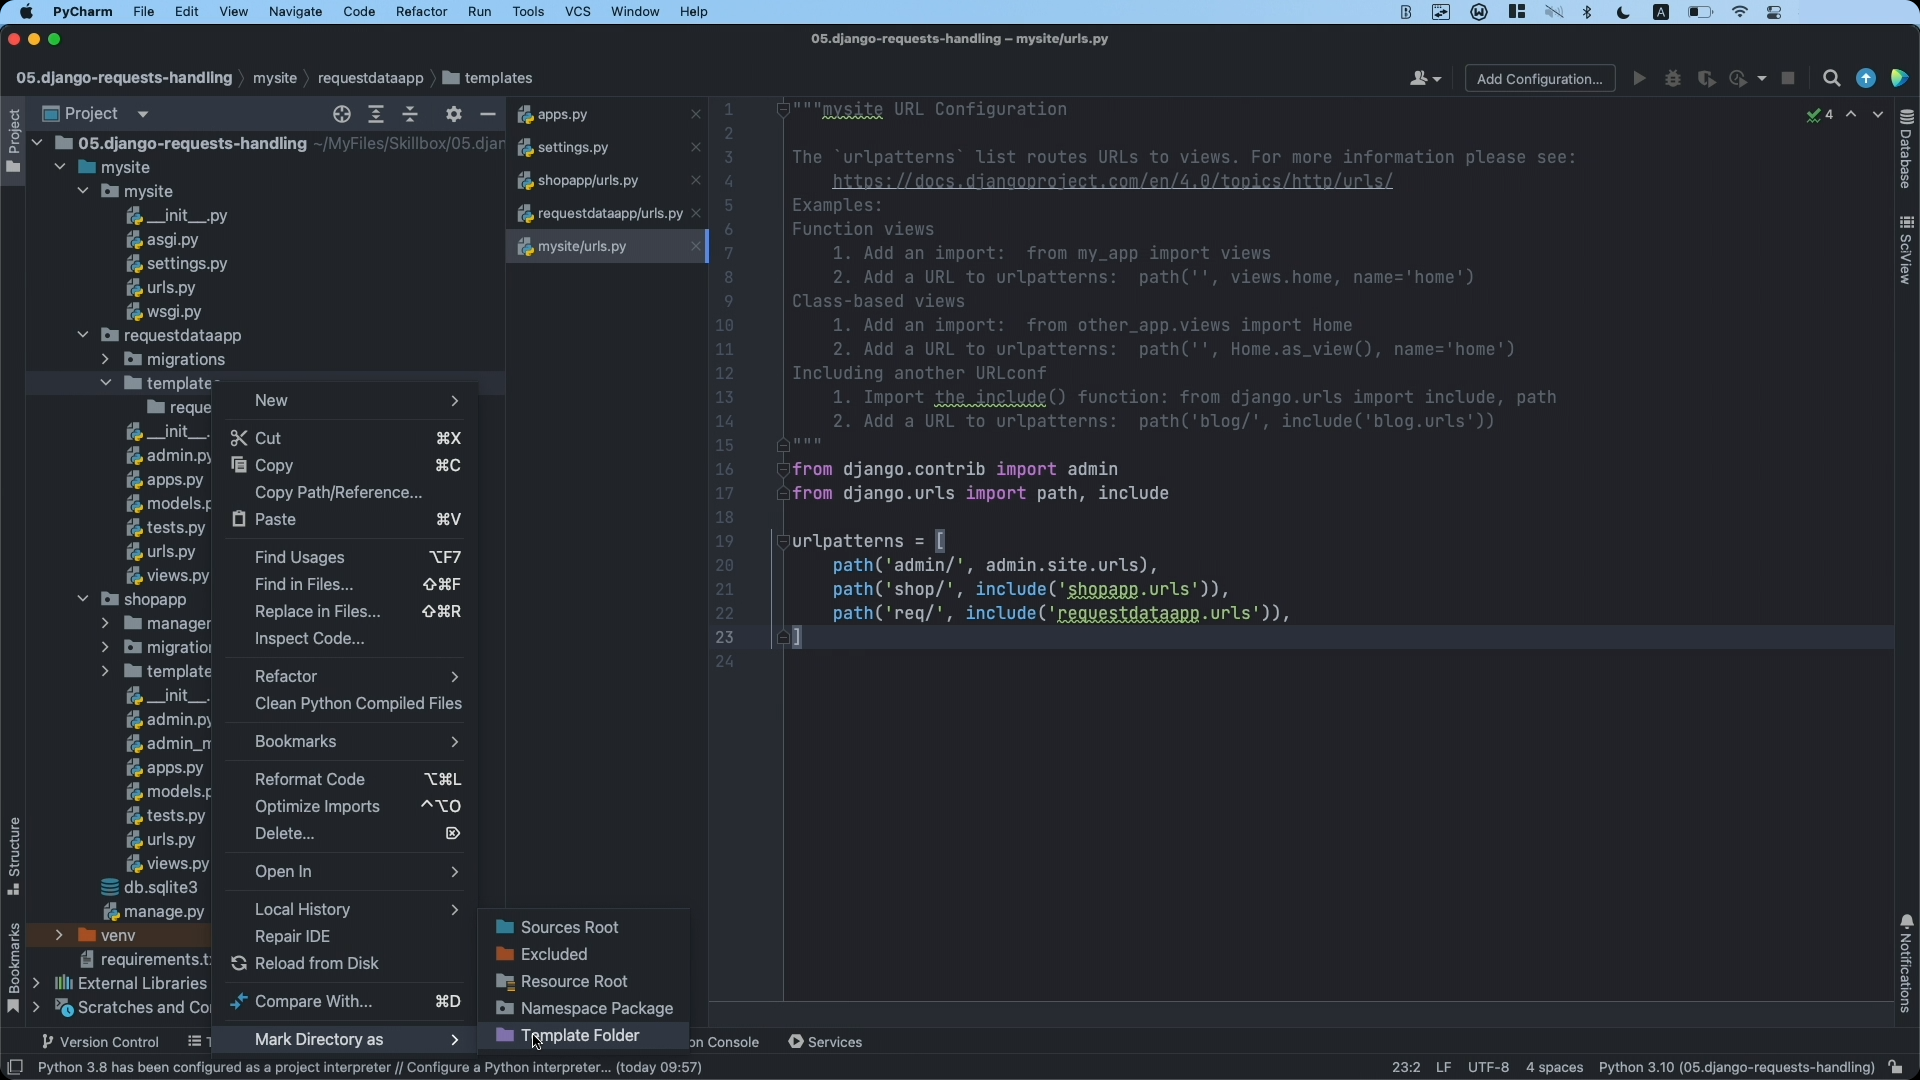 PyCharm File Edit View Navigate Code Refactor Run Tools VCS Window Help
05.django-requests-handling – mysite/urls.py
05.django-requests-handling mysite requestdataapp templates
Add Configuration...
Project
Project
05.django-requests-handling ~/MyFiles/Skillbox/05.djan
mysite
mysite
__init__.py
asgi.py
settings.py
urls.py
wsgi.py
requestdataapp
migrations
templates
reque
__init__.
admin.py
apps.py
models.p
tests.py
urls.py
views.py
shopapp
manager
migration
template
__init__.
admin.py
admin_m
apps.py
models.p
tests.py
urls.py
views.py
db.sqlite3
manage.py
venv
requirements.t
External Libraries
Scratches and Co
Structure
Bookmarks
New
Cut ⌘X
Copy ⌘C
Copy Path/Reference...
Paste ⌘V
Find Usages ⌥F7
Find in Files... ⇧⌘F
Replace in Files... ⇧⌘R
Inspect Code...
Refactor
Clean Python Compiled Files
Bookmarks
Reformat Code ⌥⌘L
Optimize Imports ^⌥O
Delete... ⌦
Open In
Local History
Repair IDE
Reload from Disk
Compare With... ⌘D
Mark Directory as
Sources Root
Excluded
Resource Root
Namespace Package
Template Folder
apps.py
settings.py
shopapp/urls.py
requestdataapp/urls.py
mysite/urls.py
1 """mysite URL Configuration
2
3 The `urlpatterns` list routes URLs to views. For more information please see:
4 https://docs.djangoproject.com/en/4.0/topics/http/urls/
5 Examples:
6 Function views
7 1. Add an import: from my_app import views
8 2. Add a URL to urlpatterns: path('', views.home, name='home')
9 Class-based views
10 1. Add an import: from other_app.views import Home
11 2. Add a URL to urlpatterns: path('', Home.as_view(), name='home')
12 Including another URLconf
13 1. Import the include() function: from django.urls import include, path
14 2. Add a URL to urlpatterns: path('blog/', include('blog.urls'))
15 """
16 from django.contrib import admin
17 from django.urls import path, include
18
19 urlpatterns = [
20 path('admin/', admin.site.urls),
21 path('shop/', include('shopapp.urls')),
22 path('req/', include('requestdataapp.urls')),
23 ]
24
4
Database
SciView
Notifications
Version Control
on Console Services
Python 3.8 has been configured as a project interpreter // Configure a Python interpreter... (today 09:57)
23:2 LF UTF-8 4 spaces Python 3.10 (05.django-requests-handling)